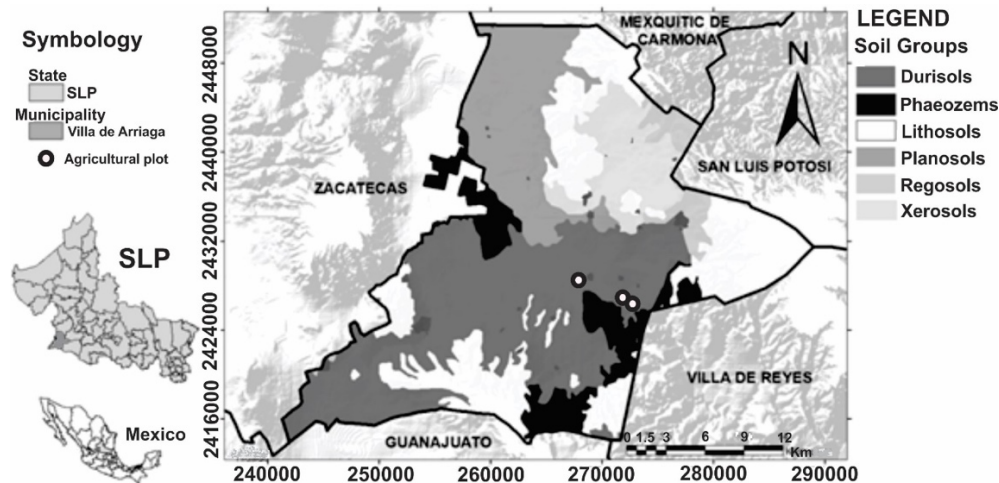 Symbology
State
SLP
Municipality
Villa de Arriaga
Agricultural plot
SLP
Mexico
2448000
2440000
2432000
2424000
2416000
240000
250000
260000
270000
280000
290000
MEXQUITIC DE
CARMONA
N
SAN LUIS POTOSI
ZACATECAS
VILLA DE REYES
GUANAJUATO
0 1.5 3 6 9 12
Km
LEGEND
Soil Groups
Durisols
Phaeozems
Lithosols
Planosols
Regosols
Xerosols